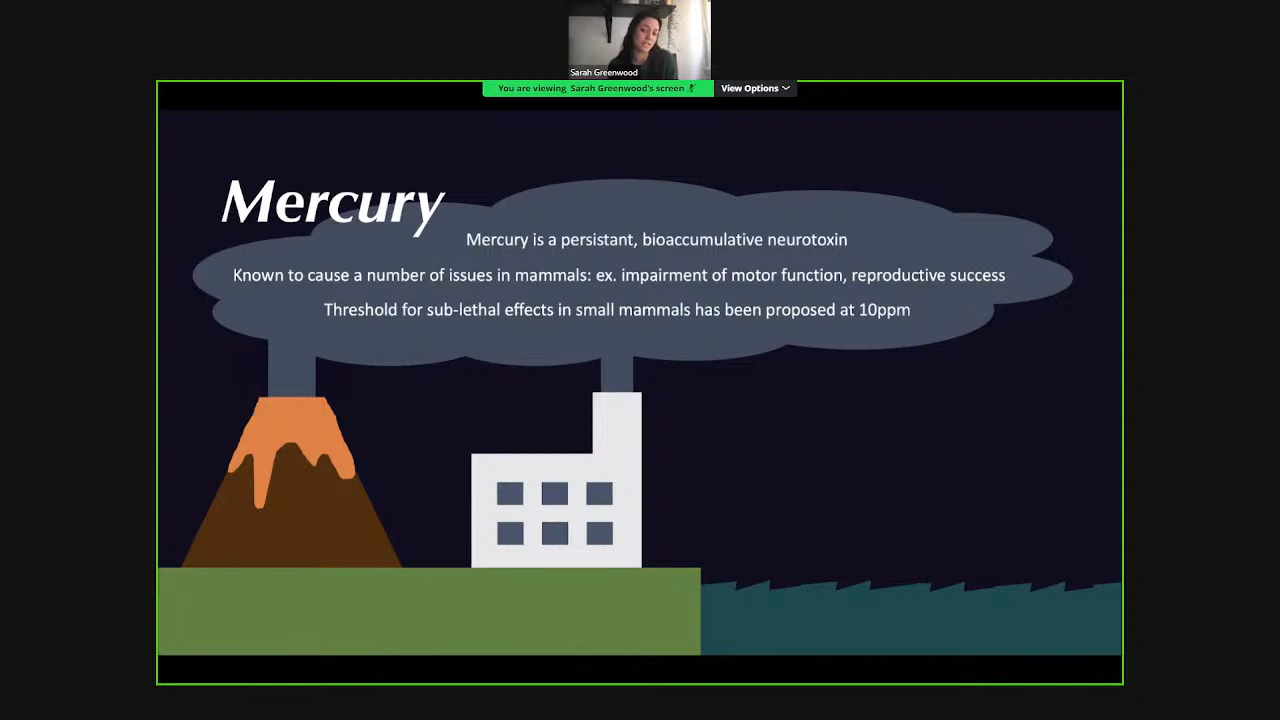 Sarah Greenwood
You are viewing Sarah Greenwood's screen
View Options
Mercury
Mercury is a persistant, bioaccumulative neurotoxin
Known to cause a number of issues in mammals: ex. impairment of motor function, reproductive success
Threshold for sub-lethal effects in small mammals has been proposed at 10ppm